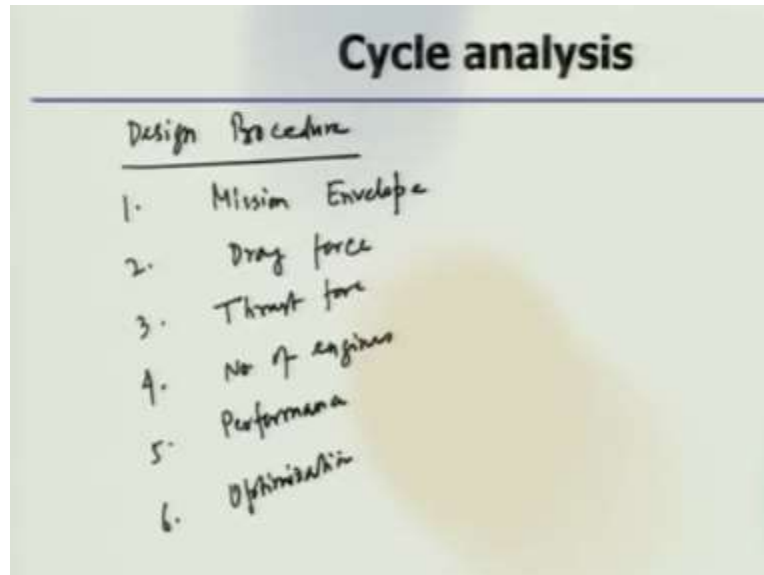 Cycle analysis
Design Procedure
1. Mission Envelope
2. Drag force
3. Thrust force
4. No of engines
5. Performance
6. Optimization